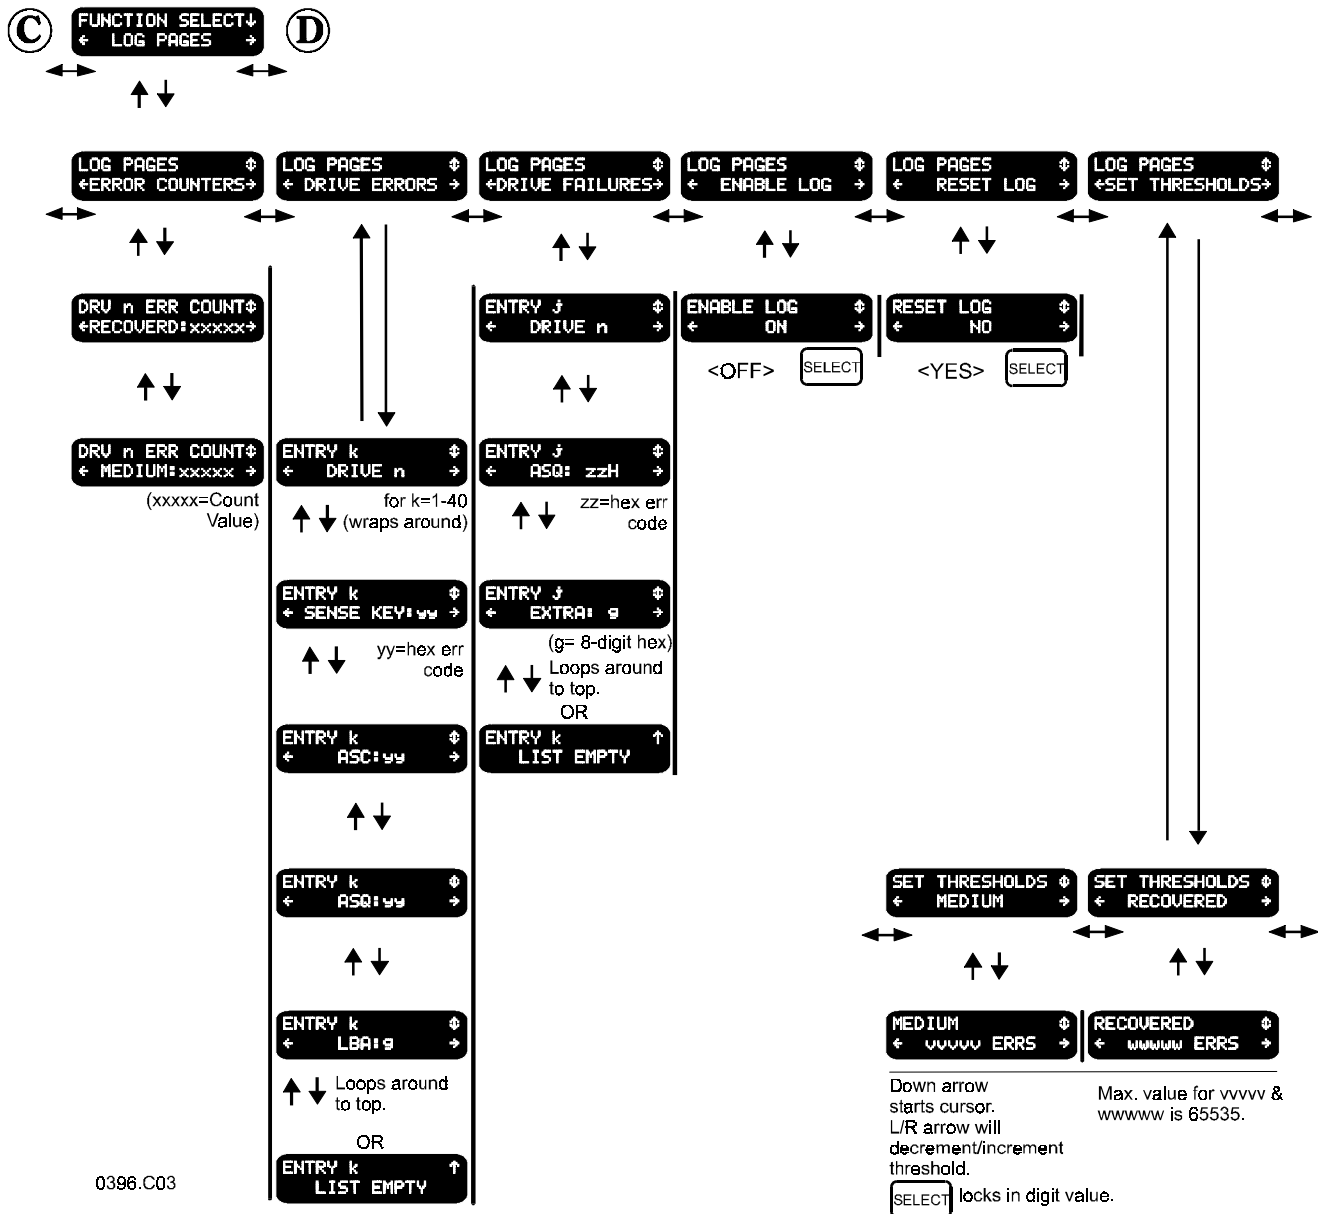 C
FUNCTION SELECT↓
← LOG PAGES →
D
LOG PAGES ↕
←ERROR COUNTERS→
LOG PAGES ↕
← DRIVE ERRORS →
LOG PAGES ↕
←DRIVE FAILURES→
LOG PAGES ↕
← ENABLE LOG →
LOG PAGES ↕
← RESET LOG →
LOG PAGES ↕
←SET THRESHOLDS→
DRV n ERR COUNT↕
←RECOVERD:xxxxx→
ENTRY j ↕
← DRIVE n →
ENABLE LOG ↕
← ON →
RESET LOG ↕
← NO →
<OFF> SELECT
<YES> SELECT
DRV n ERR COUNT↕
← MEDIUM:xxxxx →
(xxxxx=Count
Value)
ENTRY k ↕
← DRIVE n →
for k=1-40
(wraps around)
ENTRY j ↕
← ASQ: zzH →
zz=hex err
code
ENTRY k ↕
← SENSE KEY:yy →
yy=hex err
code
ENTRY j ↕
← EXTRA: g →
(g= 8-digit hex)
Loops around
to top.
OR
ENTRY k ↕
← ASC:yy →
ENTRY k ↑
LIST EMPTY
ENTRY k ↕
← ASQ:yy →
SET THRESHOLDS ↕
← MEDIUM →
SET THRESHOLDS ↕
← RECOVERED →
ENTRY k ↕
← LBA:g →
MEDIUM ↕
← vvvvv ERRS →
RECOVERED ↕
← wwwww ERRS →
Loops around
to top.
OR
ENTRY k ↑
LIST EMPTY
Down arrow
starts cursor.
L/R arrow will
decrement/increment
threshold.
SELECT locks in digit value.
Max. value for vvvvv &
wwwww is 65535.
0396.C03